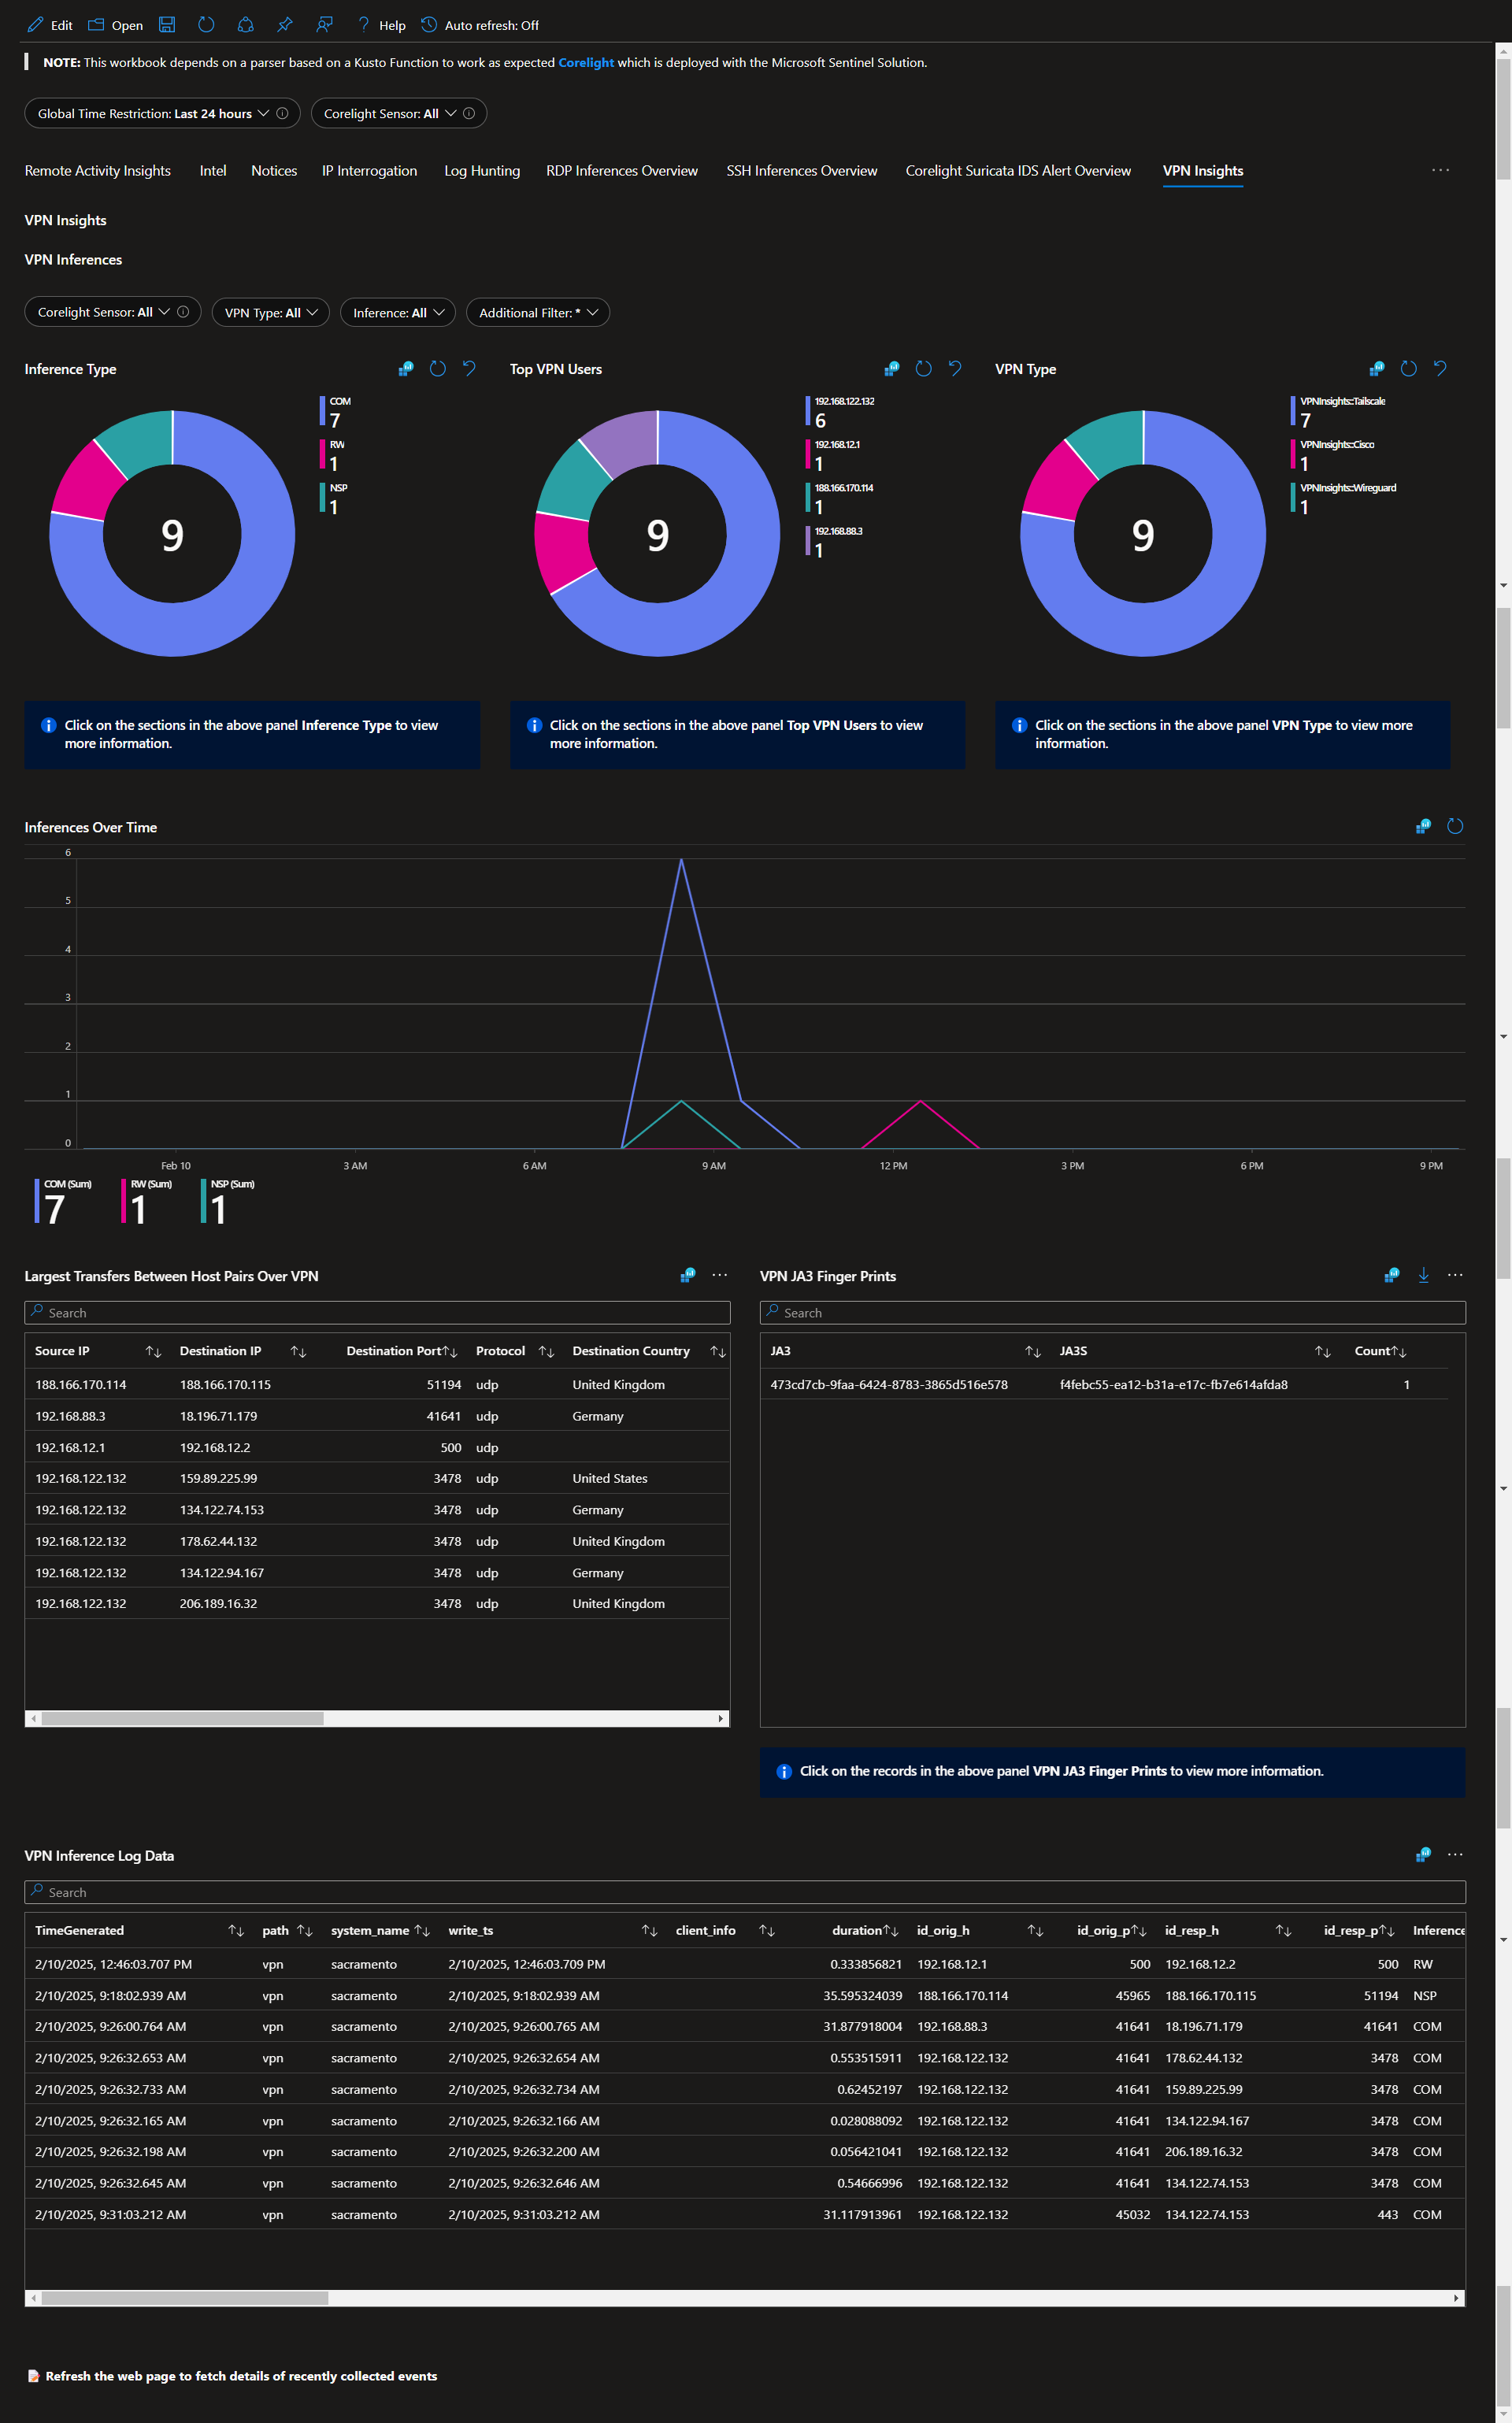 Edit Open Help Auto refresh: Off
NOTE: This workbook depends on a parser based on a Kusto Function to work as expected Corelight which is deployed with the Microsoft Sentinel Solution.
Global Time Restriction: Last 24 hours Corelight Sensor: All
Remote Activity Insights Intel Notices IP Interrogation Log Hunting RDP Inferences Overview SSH Inferences Overview Corelight Suricata IDS Alert Overview VPN Insights ...
VPN Insights
VPN Inferences
Corelight Sensor: All VPN Type: All Inference: All Additional Filter: *
Inference Type
COM
7
RW
1
NSP
1
9
Top VPN Users
192.168.122.132
6
192.168.12.1
1
188.166.170.114
1
192.168.88.3
1
9
VPN Type
VPNInsights::Tailscale
7
VPNInsights::Cisco
1
VPNInsights::Wireguard
1
9
Click on the sections in the above panel Inference Type to view
more information.
Click on the sections in the above panel Top VPN Users to view
more information.
Click on the sections in the above panel VPN Type to view more
information.
Inferences Over Time
6
5
4
3
2
1
0
Feb 10 3 AM 6 AM 9 AM 12 PM 3 PM 6 PM 9 PM
COM (Sum) RW (Sum) NSP (Sum)
7 1 1
Largest Transfers Between Host Pairs Over VPN
Search
Source IP Destination IP Destination Port Protocol Destination Country
188.166.170.114 188.166.170.115 51194 udp United Kingdom
192.168.88.3 18.196.71.179 41641 udp Germany
192.168.12.1 192.168.12.2 500 udp
192.168.122.132 159.89.225.99 3478 udp United States
192.168.122.132 134.122.74.153 3478 udp Germany
192.168.122.132 178.62.44.132 3478 udp United Kingdom
192.168.122.132 134.122.94.167 3478 udp Germany
192.168.122.132 206.189.16.32 3478 udp United Kingdom
VPN JA3 Finger Prints
Search
JA3 JA3S Count
473cd7cb-9faa-6424-8783-3865d516e578 f4febc55-ea12-b31a-e17c-fb7e614afda8 1
Click on the records in the above panel VPN JA3 Finger Prints to view more information.
VPN Inference Log Data
Search
TimeGenerated path system_name write_ts client_info duration id_orig_h id_orig_p id_resp_h id_resp_p Inference
2/10/2025, 12:46:03.707 PM vpn sacramento 2/10/2025, 12:46:03.709 PM 0.333856821 192.168.12.1 500 192.168.12.2 500 RW
2/10/2025, 9:18:02.939 AM vpn sacramento 2/10/2025, 9:18:02.939 AM 35.595324039 188.166.170.114 45965 188.166.170.115 51194 NSP
2/10/2025, 9:26:00.764 AM vpn sacramento 2/10/2025, 9:26:00.765 AM 31.877918004 192.168.88.3 41641 18.196.71.179 41641 COM
2/10/2025, 9:26:32.653 AM vpn sacramento 2/10/2025, 9:26:32.654 AM 0.553515911 192.168.122.132 41641 178.62.44.132 3478 COM
2/10/2025, 9:26:32.733 AM vpn sacramento 2/10/2025, 9:26:32.734 AM 0.62452197 192.168.122.132 41641 159.89.225.99 3478 COM
2/10/2025, 9:26:32.165 AM vpn sacramento 2/10/2025, 9:26:32.166 AM 0.028088092 192.168.122.132 41641 134.122.94.167 3478 COM
2/10/2025, 9:26:32.198 AM vpn sacramento 2/10/2025, 9:26:32.200 AM 0.056421041 192.168.122.132 41641 206.189.16.32 3478 COM
2/10/2025, 9:26:32.645 AM vpn sacramento 2/10/2025, 9:26:32.646 AM 0.54666996 192.168.122.132 41641 134.122.74.153 3478 COM
2/10/2025, 9:31:03.212 AM vpn sacramento 2/10/2025, 9:31:03.212 AM 31.117913961 192.168.122.132 45032 134.122.74.153 443 COM
Refresh the web page to fetch details of recently collected events